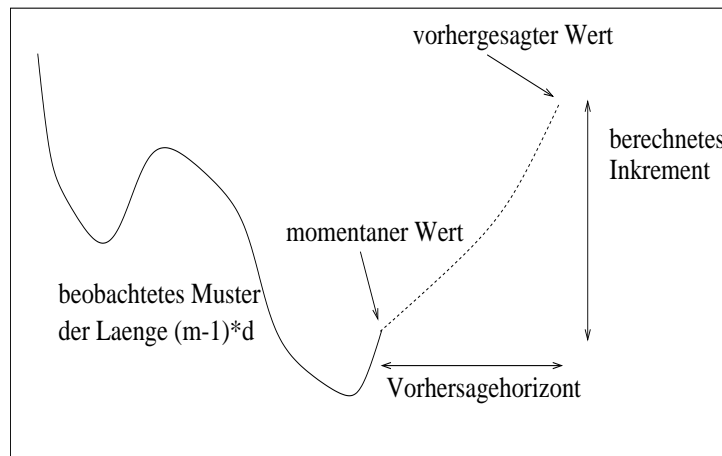 vorhergesagter Wert
berechnetes
Inkrement
momentaner Wert
beobachtetes Muster
der Laenge (m-1)*d
Vorhersagehorizont